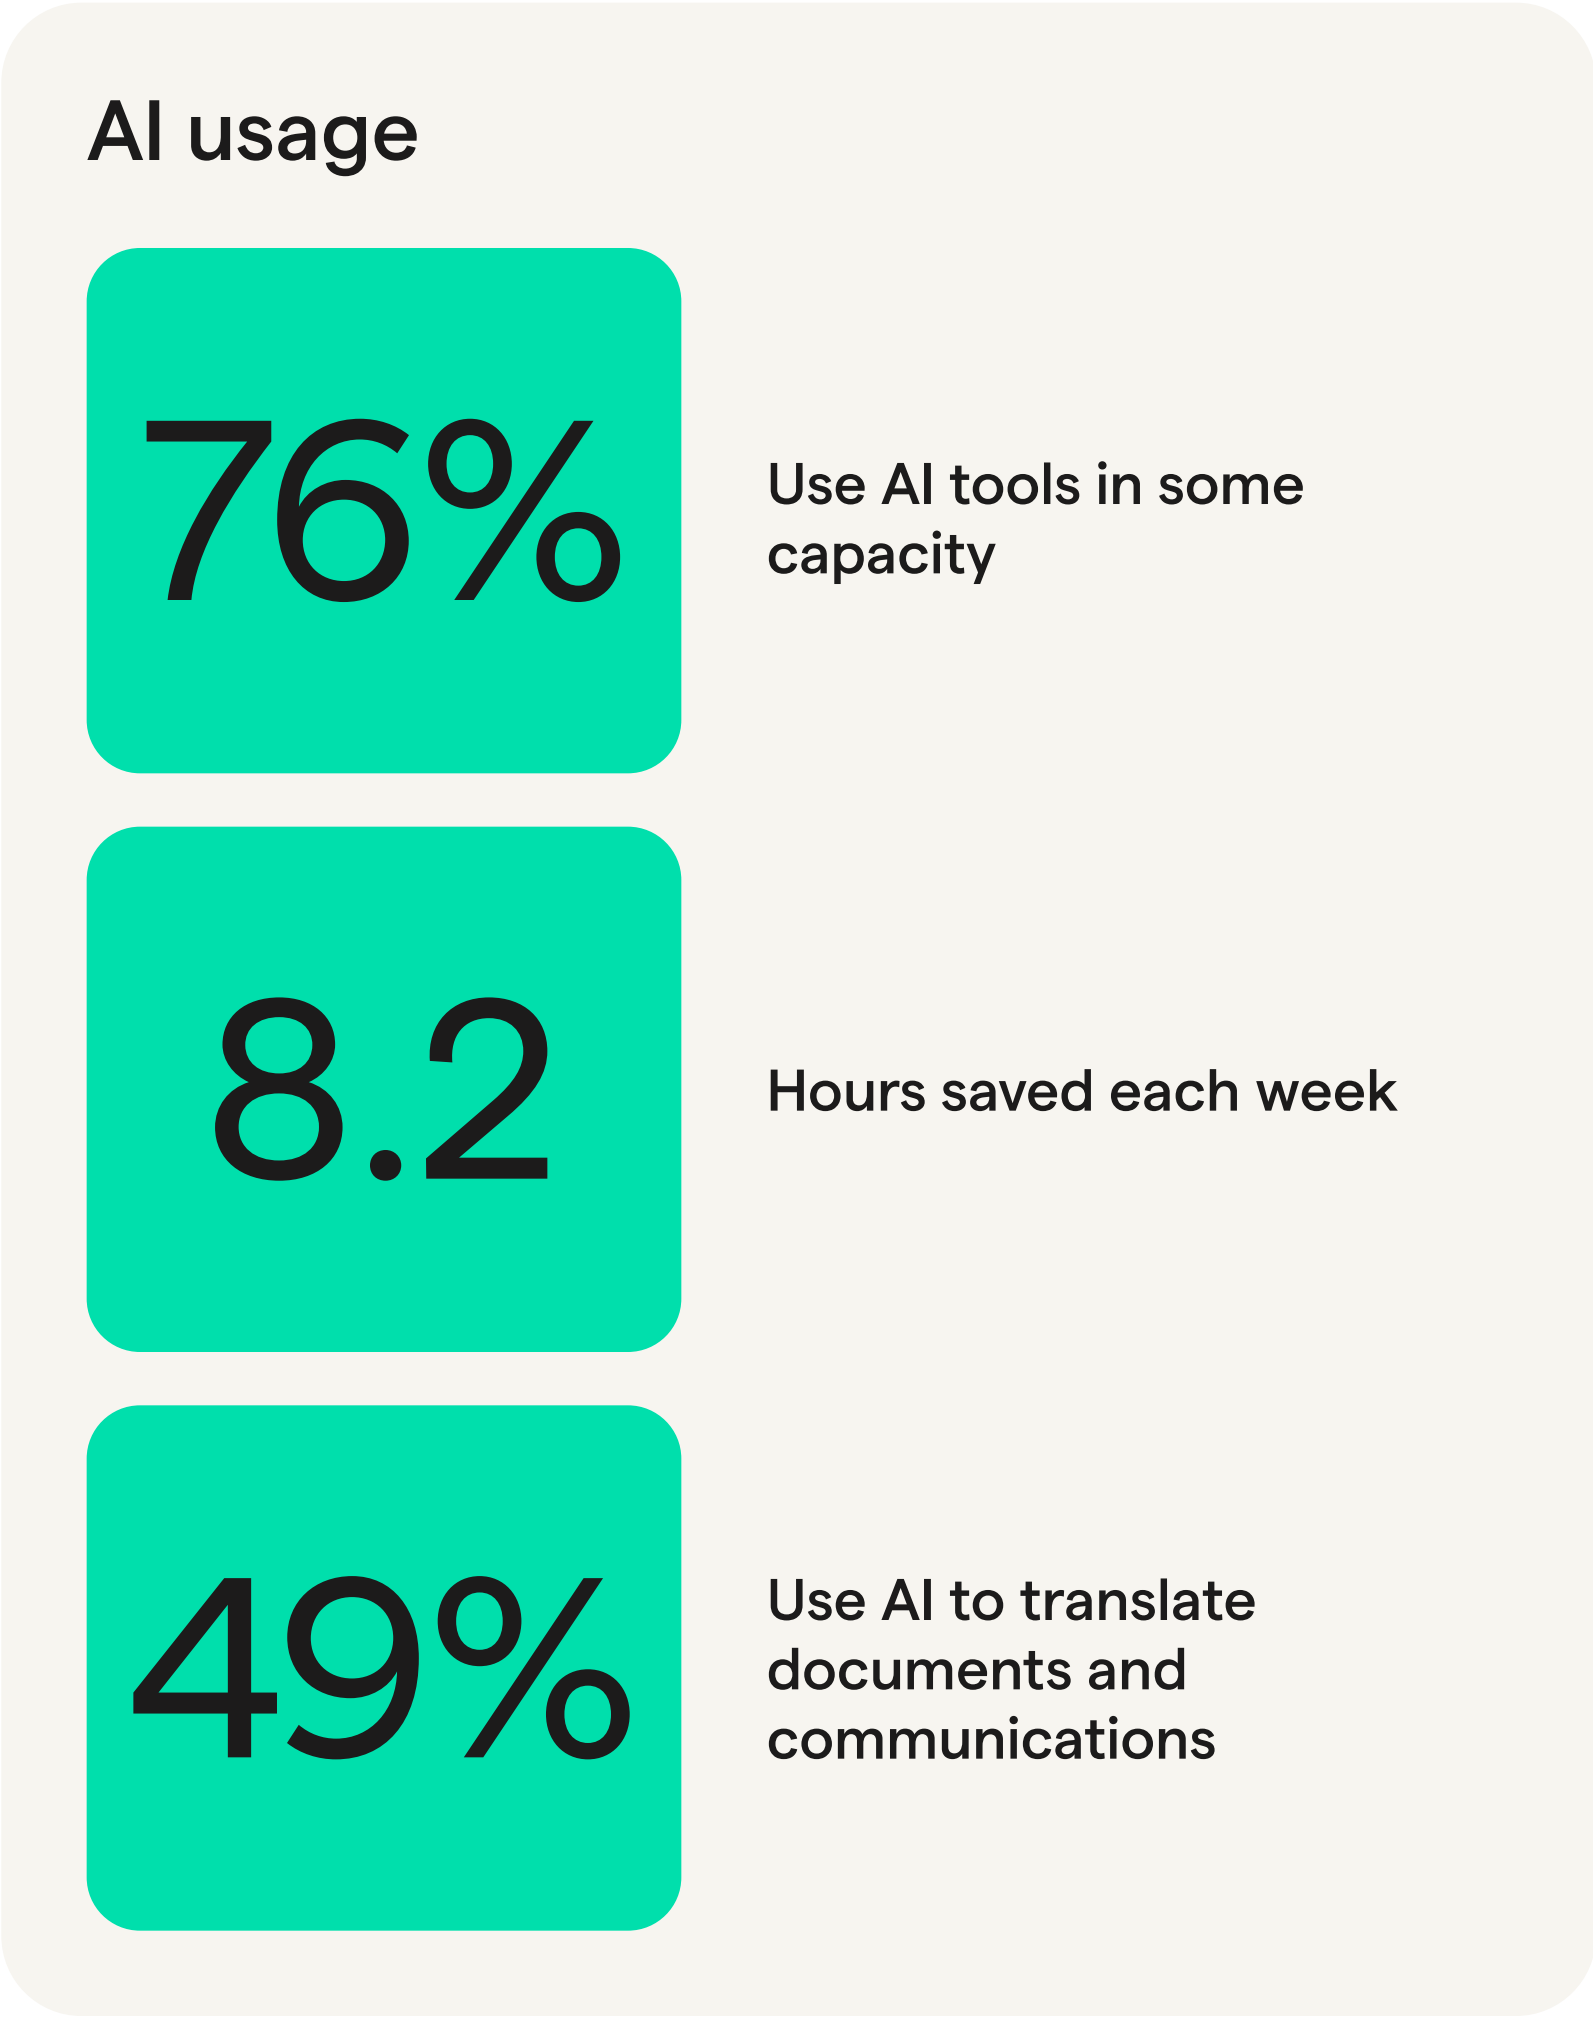 AI usage
76%
Use AI tools in some
capacity
8.2
Hours saved each week
49%
Use AI to translate
documents and
communications